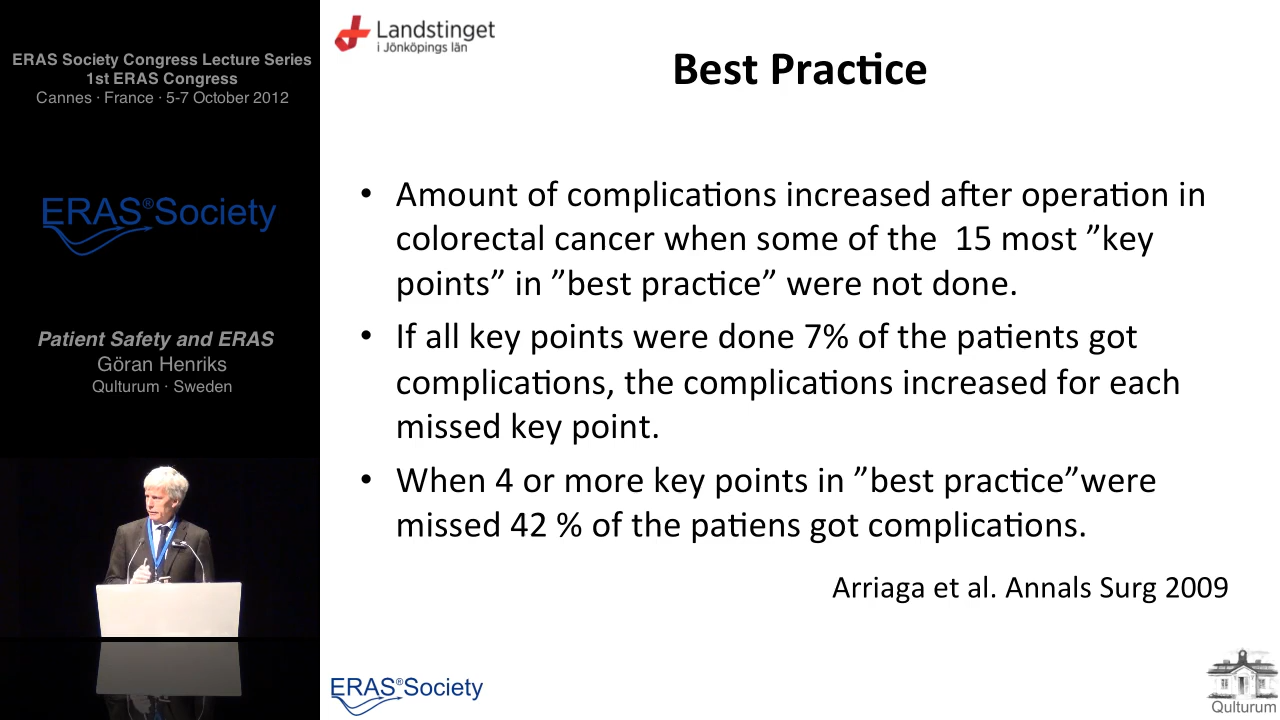 ERAS Society Congress Lecture Series
1st ERAS Congress
Cannes · France · 5-7 October 2012
ERAS®Society
Patient Safety and ERAS
Göran Henriks
Qulturum · Sweden
Landstinget
i Jönköpings län
Best Practice
• Amount of complications increased after operation in
colorectal cancer when some of the  15 most ”key
points” in ”best practice” were not done.
• If all key points were done 7% of the patients got
complications, the complications increased for each
missed key point.
• When 4 or more key points in ”best practice”were
missed 42 % of the patiens got complications.
Arriaga et al. Annals Surg 2009
ERAS®Society
Qulturum